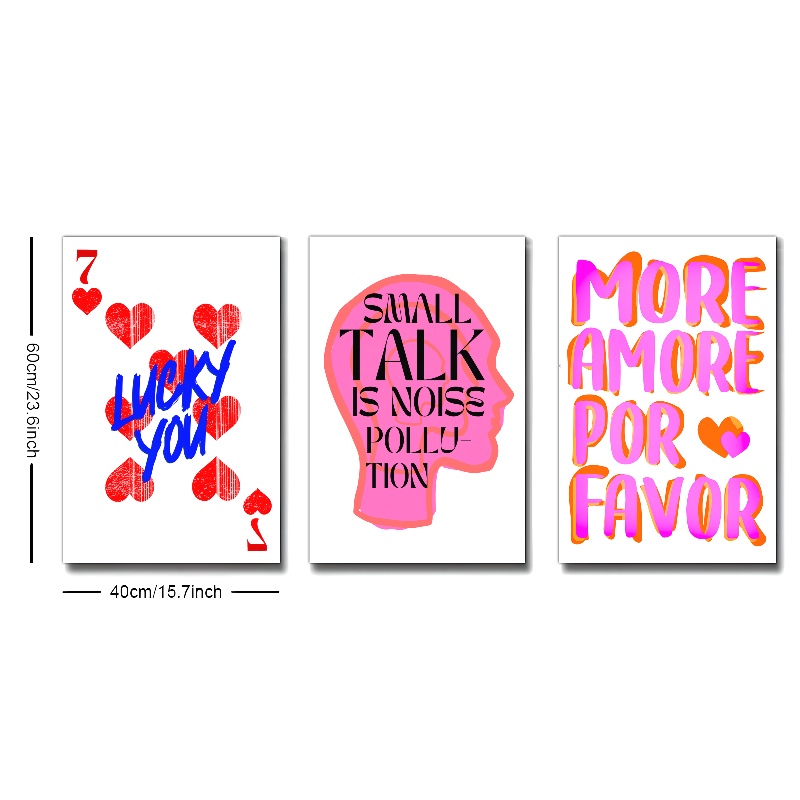 60cm/23.6inch
40cm/15.7inch
7
LUCKY
YOU
7
SMALL
TALK
IS NOISE
POLLU-
TION
MORE
AMORE
POR
FAVOR